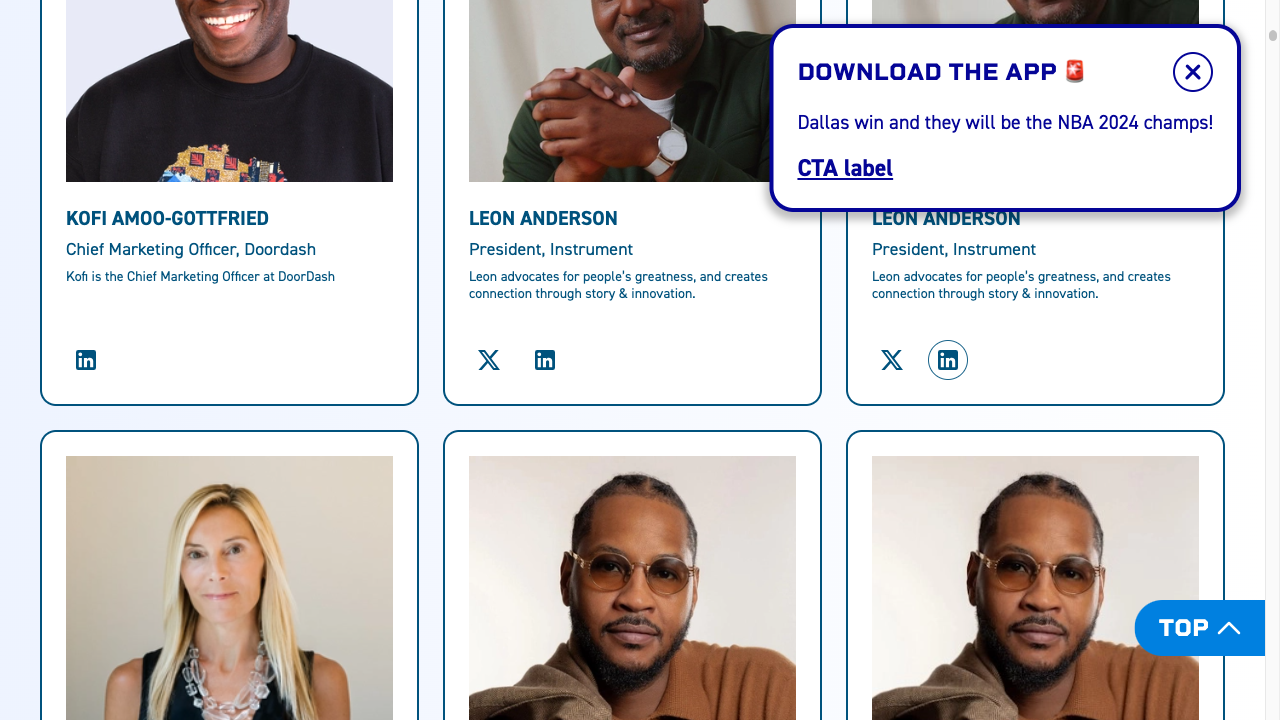 DOWNLOAD THE APP 🚨
Dallas win and they will be the NBA 2024 champs!
CTA label
KOFI AMOO-GOTTFRIED
Chief Marketing Officer, Doordash
Kofi is the Chief Marketing Officer at DoorDash
LEON ANDERSON
President, Instrument
Leon advocates for people's greatness, and creates
connection through story & innovation.
LEON ANDERSON
President, Instrument
Leon advocates for people's greatness, and creates
connection through story & innovation.
TOP